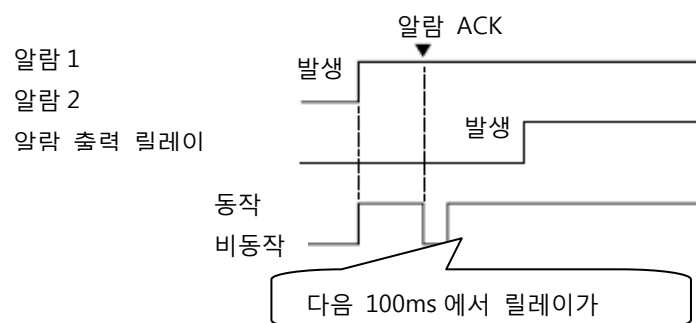 알람 ACK
알람 1
발생
알람 2
발생
알람 출력 릴레이
동작
비동작
다음 100ms 에서 릴레이가